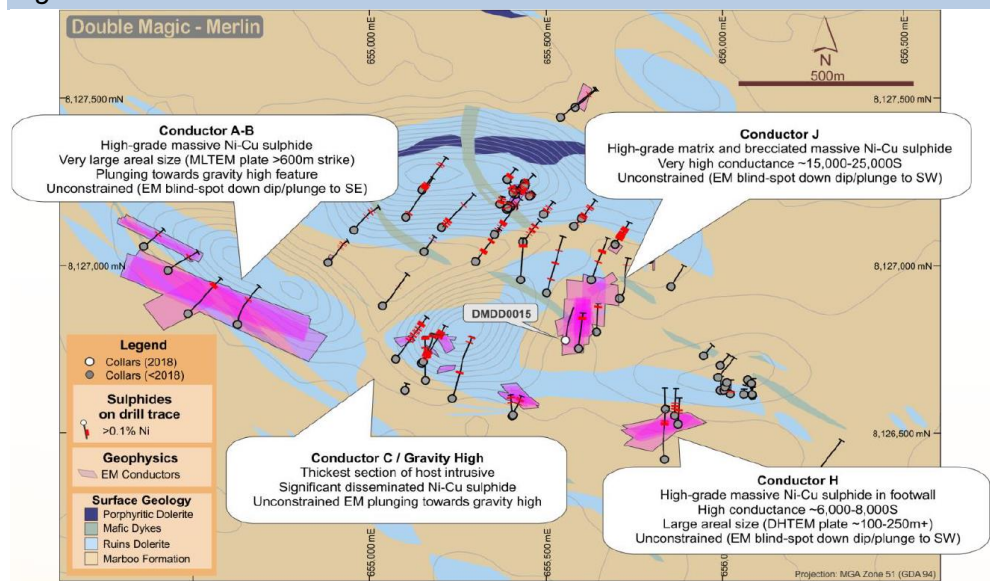 Double Magic - Merlin
655,000 mE
655,500 mE
656,000 mE
656,500 mE
N
500m
8,127,500 mN
8,127,500 mN
Conductor A-B
High-grade massive Ni-Cu sulphide
Very large areal size (MLTEM plate >600m strike)
Plunging towards gravity high feature
Unconstrained (EM blind-spot down dip/plunge to SE)
Conductor J
High-grade matrix and brecciated massive Ni-Cu sulphide
Very high conductance ~15,000-25,000S
Unconstrained (EM blind-spot down dip/plunge to SW)
8,127,000 mN
8,127,000 mN
DMDD0015
Legend
Collars (2018)
Collars (<2018)
Sulphides
on drill trace
>0.1% Ni
Geophysics
EM Conductors
Surface Geology
Porphyritic Dolerite
Mafic Dykes
Ruins Dolerite
Marboo Formation
8,126,500 mN
Conductor C / Gravity High
Thickest section of host intrusive
Significant disseminated Ni-Cu sulphide
Unconstrained EM plunging towards gravity high
Conductor H
High-grade massive Ni-Cu sulphide in footwall
High conductance ~6,000-8,000S
Large areal size (DHTEM plate ~100-250m+)
Unconstrained (EM blind-spot down dip/plunge to SW)
655,000 mE
655,500 mE
Projection: MGA Zone 51 (GDA 94)